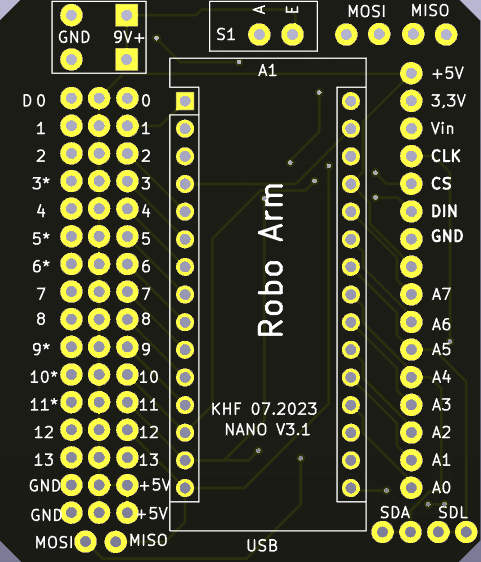 MOSI MISO
GND 9V+
S1 A E
A1
+5V
D0 0 3,3V
1 1 Vin
2 2 CLK
3* 3 CS
4 4 DIN
5* 5 GND
6* 6
7 7 A7
8 8 A6
9* 9 A5
10* 10 A4
11* 11 A3
12 12 A2
13 13 A1
GND +5V A0
GND +5V
SDA SDL
MOSI MISO
Robo Arm
KHF 07.2023
NANO V3.1
USB